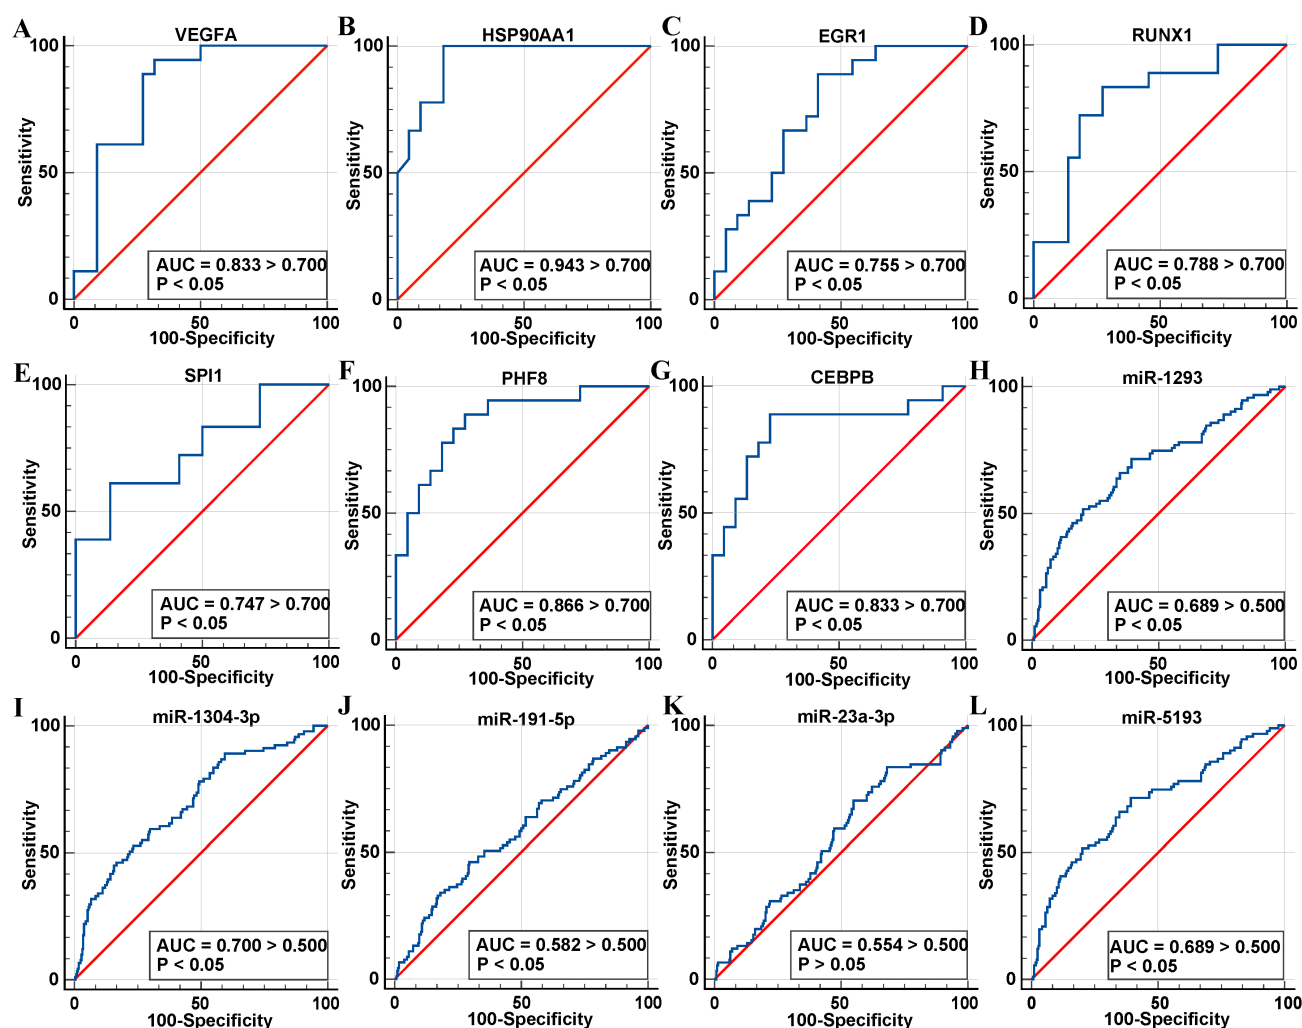 A
VEGFA
100
50
0
Sensitivity
AUC = 0.833 > 0.700
P < 0.05
0 50 100
100-Specificity
B
HSP90AA1
100
50
0
Sensitivity
AUC = 0.943 > 0.700
P < 0.05
0 50 100
100-Specificity
C
EGR1
100
50
0
Sensitivity
AUC = 0.755 > 0.700
P < 0.05
0 50 100
100-Specificity
D
RUNX1
100
50
0
Sensitivity
AUC = 0.788 > 0.700
P < 0.05
0 50 100
100-Specificity
E
SPI1
100
50
0
Sensitivity
AUC = 0.747 > 0.700
P < 0.05
0 50 100
100-Specificity
F
PHF8
100
50
0
Sensitivity
AUC = 0.866 > 0.700
P < 0.05
0 50 100
100-Specificity
G
CEBPB
100
50
0
Sensitivity
AUC = 0.833 > 0.700
P < 0.05
0 50 100
100-Specificity
H
miR-1293
100
50
0
Sensitivity
AUC = 0.689 > 0.500
P < 0.05
0 50 100
100-Specificity
I
miR-1304-3p
100
50
0
Sensitivity
AUC = 0.700 > 0.500
P < 0.05
0 50 100
100-Specificity
J
miR-191-5p
100
50
0
Sensitivity
AUC = 0.582 > 0.500
P < 0.05
0 50 100
100-Specificity
K
miR-23a-3p
100
50
0
Sensitivity
AUC = 0.554 > 0.500
P > 0.05
0 50 100
100-Specificity
L
miR-5193
100
50
0
Sensitivity
AUC = 0.689 > 0.500
P < 0.05
0 50 100
100-Specificity